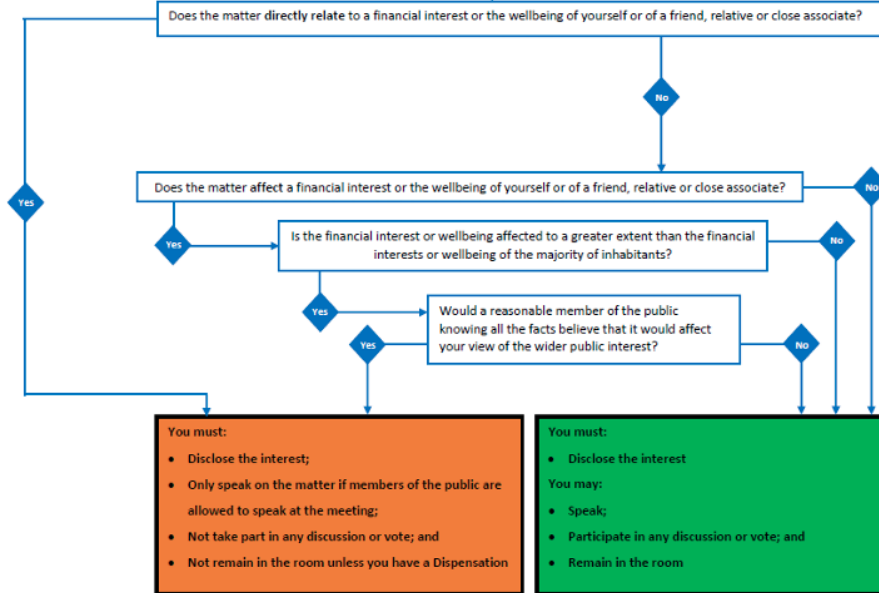 Does the matter directly relate to a financial interest or the wellbeing of yourself or of a friend, relative or close associate?
No
Does the matter affect a financial interest or the wellbeing of yourself or of a friend, relative or close associate?
No
Yes
Yes
Is the financial interest or wellbeing affected to a greater extent than the financial
interests or wellbeing of the majority of inhabitants?
No
Yes
Would a reasonable member of the public
knowing all the facts believe that it would affect
your view of the wider public interest?
Yes
No
You must:
• Disclose the interest;
• Only speak on the matter if members of the public are
allowed to speak at the meeting;
• Not take part in any discussion or vote; and
• Not remain in the room unless you have a Dispensation
You must:
• Disclose the interest
You may:
• Speak;
• Participate in any discussion or vote; and
• Remain in the room